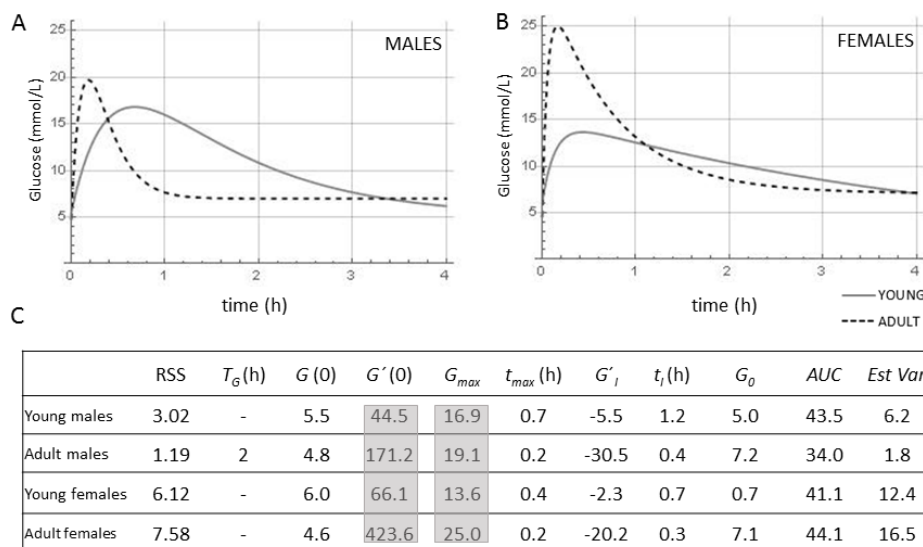 A
MALES
Glucose (mmol/L)
25
20
15
10
5
0 1 2 3 4
time (h)
B
FEMALES
Glucose (mmol/L)
25
20
15
10
5
0 1 2 3 4
time (h)
YOUNG
ADULT
C
RSS T_G (h) G (0) G´ (0) G_max t_max (h) G´_I t_I (h) G_0 AUC Est Var
Young males 3.02 - 5.5 44.5 16.9 0.7 -5.5 1.2 5.0 43.5 6.2
Adult males 1.19 2 4.8 171.2 19.1 0.2 -30.5 0.4 7.2 34.0 1.8
Young females 6.12 - 6.0 66.1 13.6 0.4 -2.3 0.7 0.7 41.1 12.4
Adult females 7.58 - 4.6 423.6 25.0 0.2 -20.2 0.3 7.1 44.1 16.5